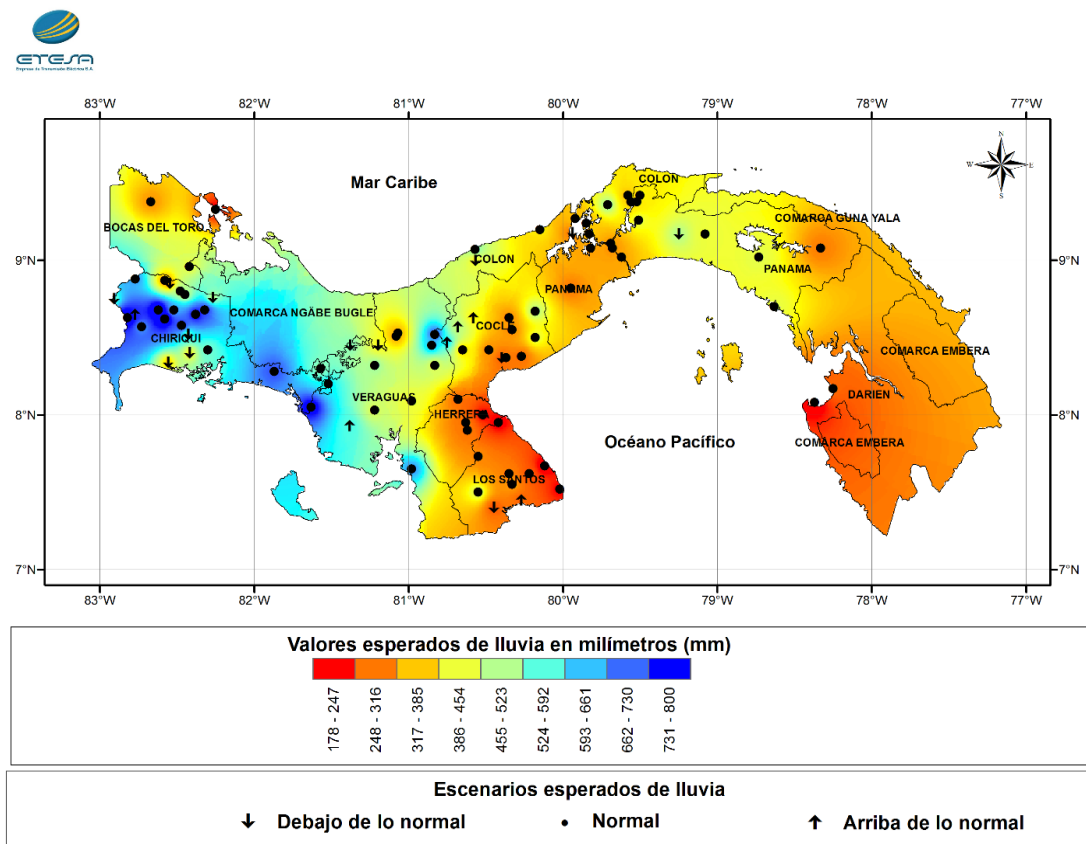 ETESA
Empresa de Transmisión Eléctrica S.A.
83°W 82°W 81°W 80°W 79°W 78°W 77°W
Mar Caribe
N
W E
S
COLON
BOCAS DEL TORO
COMARCA GUNA YALA
9°N 9°N
COLON
PANAMA
PANAMA
COMARCA NGÄBE BUGLE
COCLE
CHIRIQUI
COMARCA EMBERA
VERAGUAS
DARIEN
8°N 8°N
HERRERA
Océano Pacífico
COMARCA EMBERA
LOS SANTOS
7°N 7°N
83°W 82°W 81°W 80°W 79°W 78°W 77°W
Valores esperados de lluvia en milímetros (mm)
178 - 247
248 - 316
317 - 385
386 - 454
455 - 523
524 - 592
593 - 661
662 - 730
731 - 800
Escenarios esperados de lluvia
Debajo de lo normal Normal Arriba de lo normal